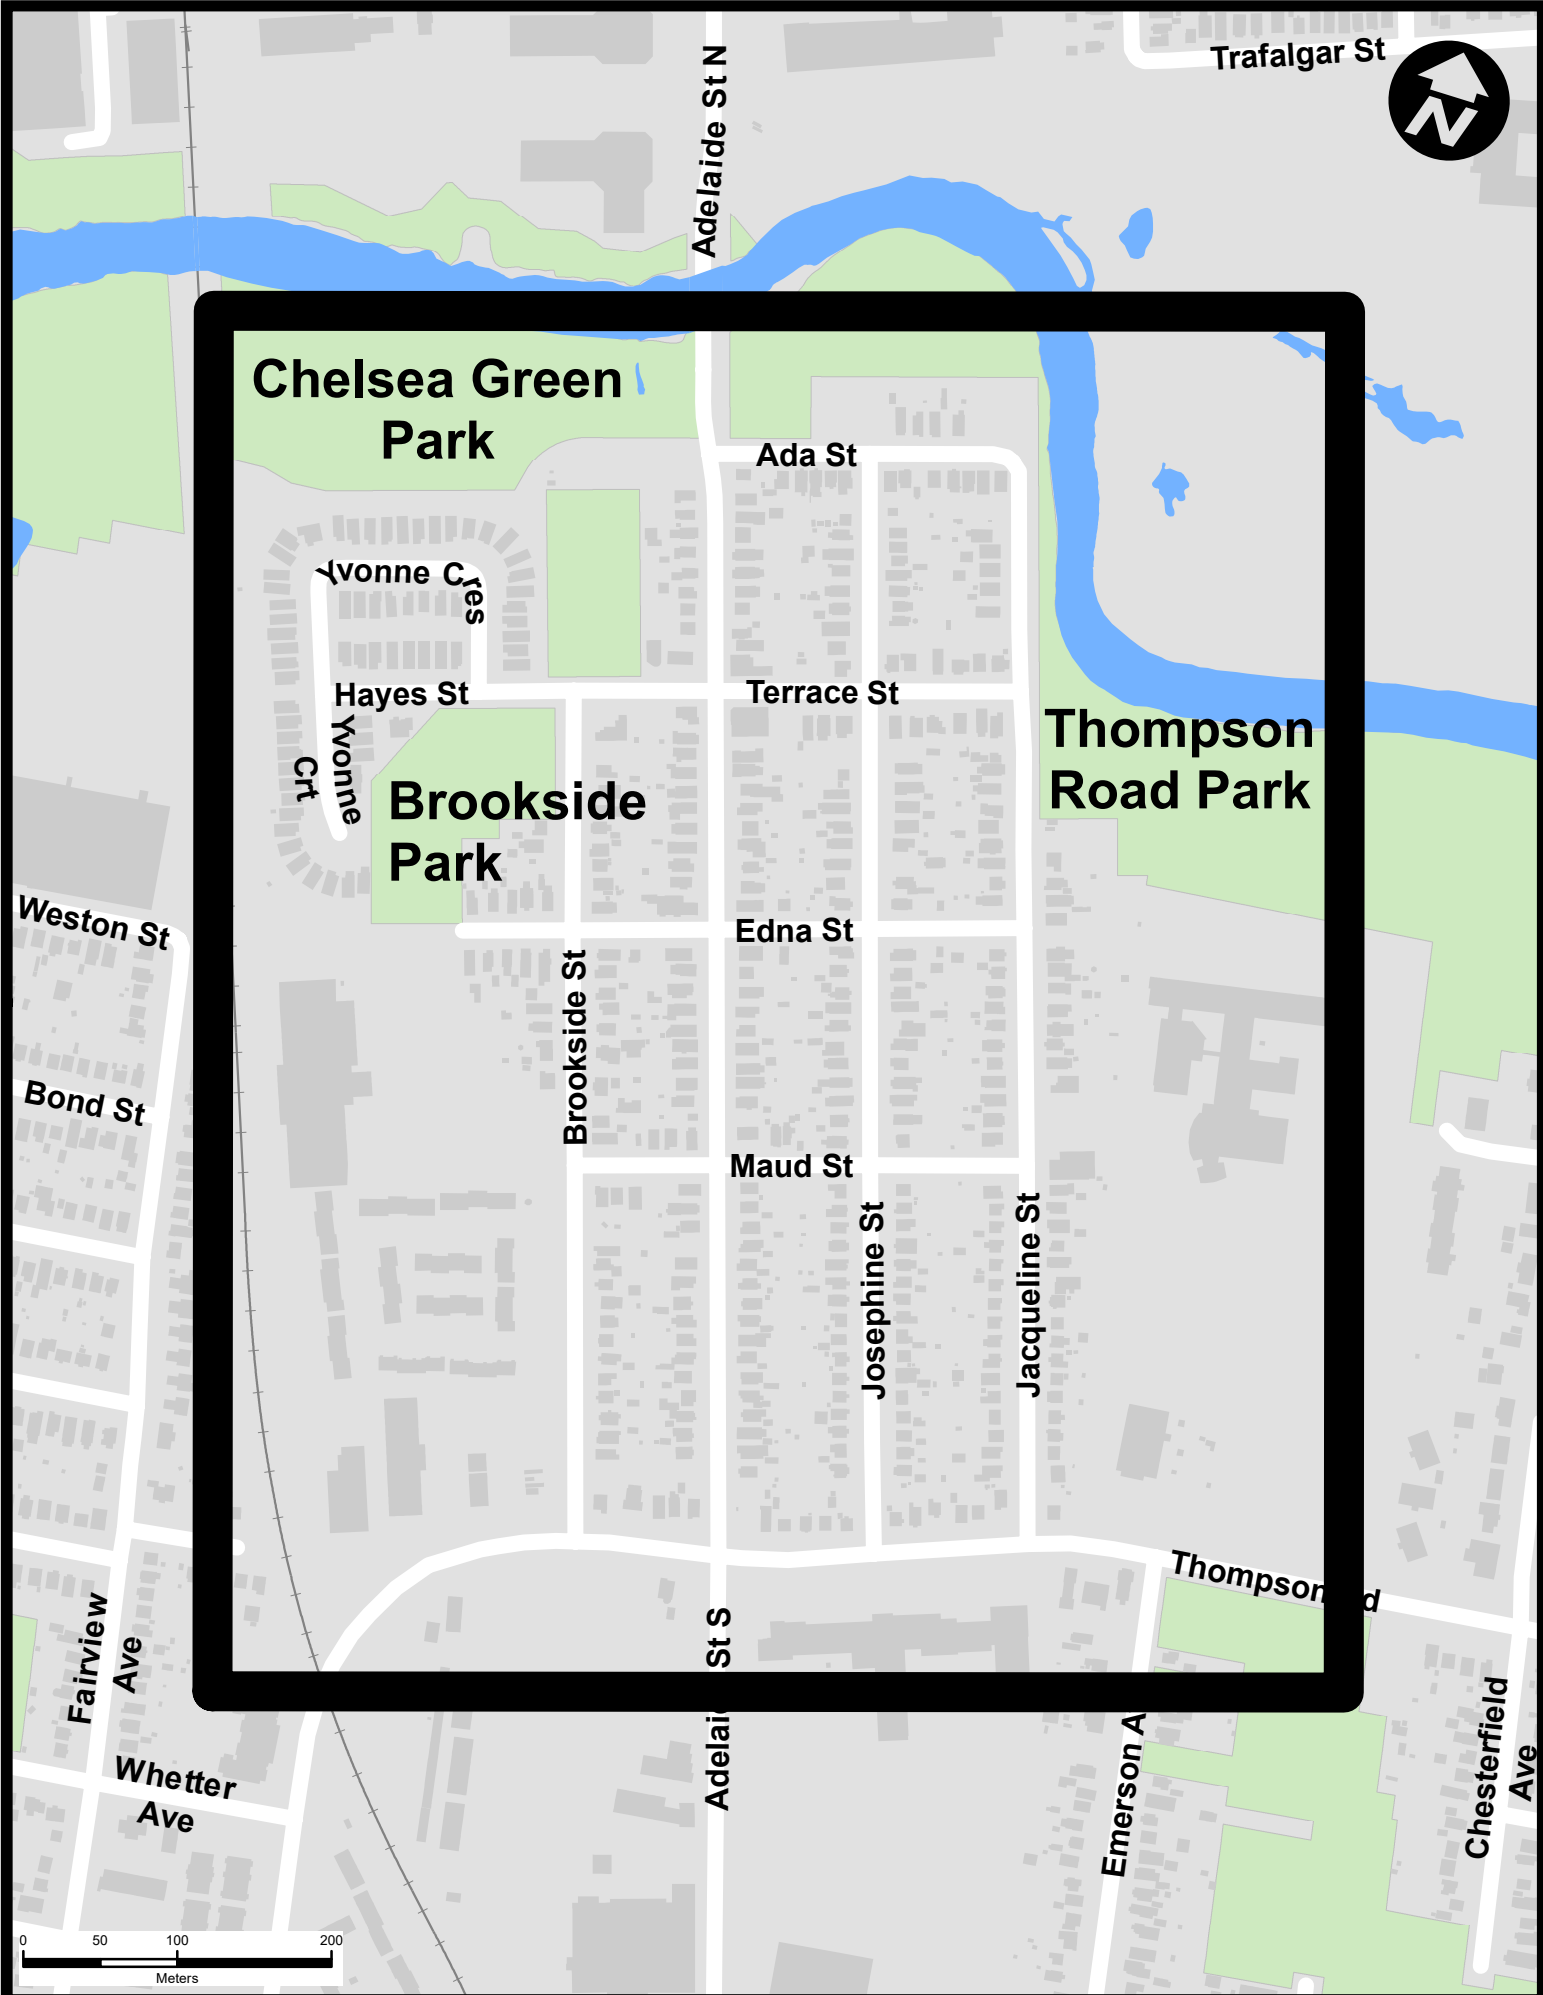 Trafalgar St
N
Adelaide St N
Chelsea Green
Park
Ada St
Yvonne Cres
Hayes St
Terrace St
Yvonne
Crt
Thompson
Road Park
Brookside
Park
Weston St
Edna St
Brookside St
Bond St
Maud St
Josephine St
Jacqueline St
Thompson d
Fairview
Ave
St S
Adelai
Emerson A
Chesterfield
Ave
Whetter
Ave
0 50 100 200
Meters